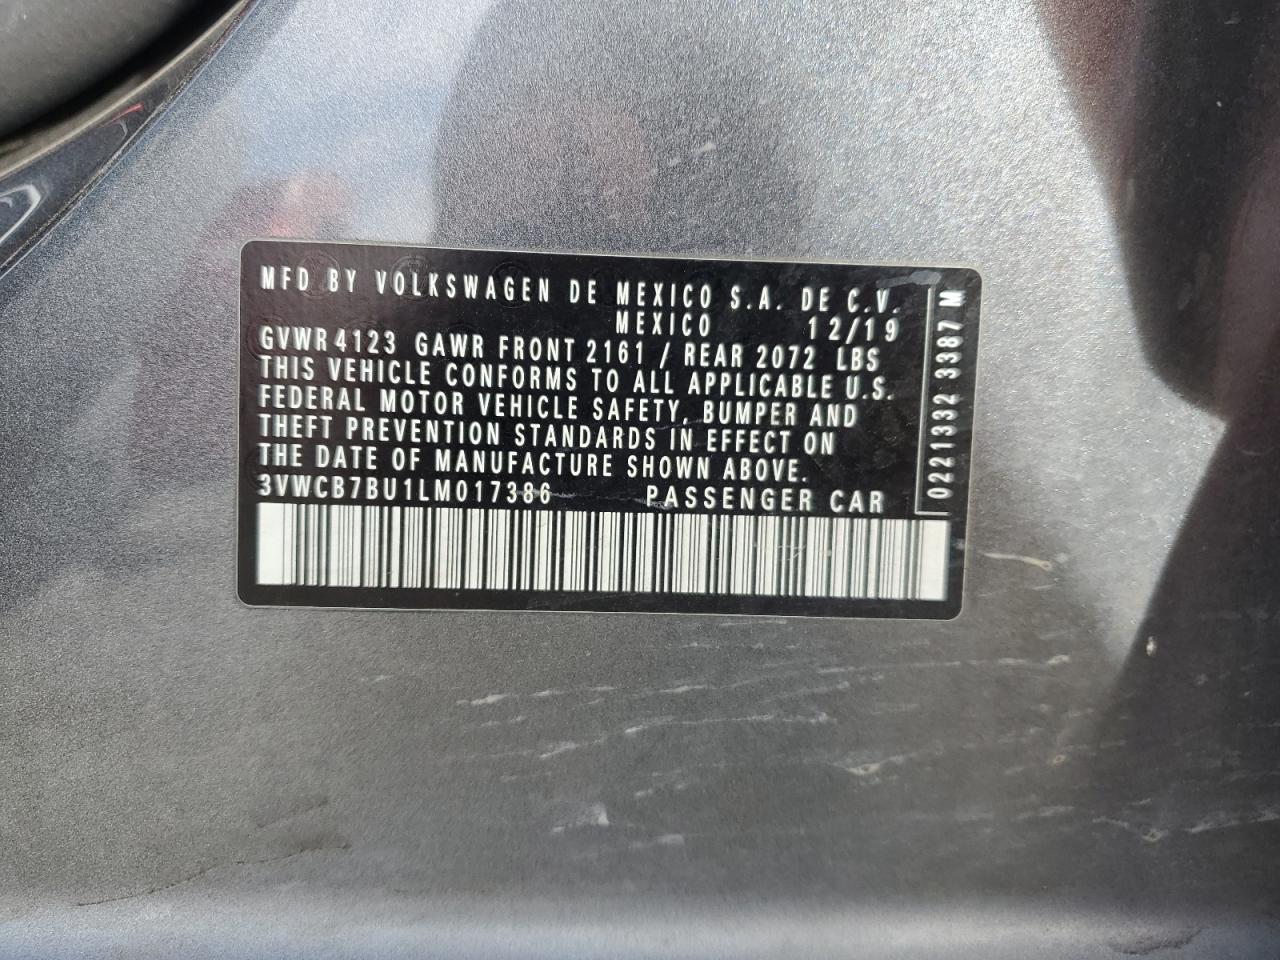 MFD BY VOLKSWAGEN DE MEXICO S.A. DE C.V.
MEXICO 12/19
GVWR 4123 GAWR FRONT 2161 / REAR 2072 LBS
THIS VEHICLE CONFORMS TO ALL APPLICABLE U.S.
FEDERAL MOTOR VEHICLE SAFETY, BUMPER AND
THEFT PREVENTION STANDARDS IN EFFECT ON
THE DATE OF MANUFACTURE SHOWN ABOVE.
3VWCB7BU1LM017386 PASSENGER CAR
0221332 3387 M